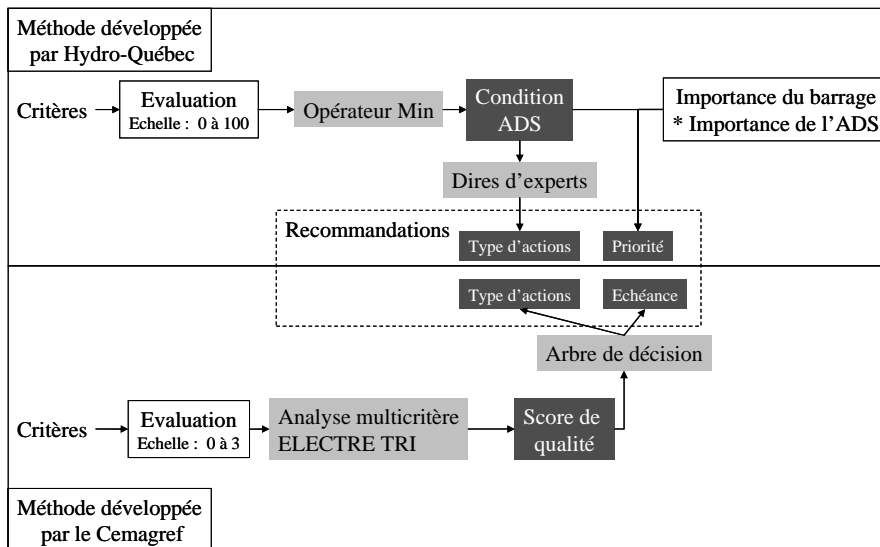 Méthode développée
par Hydro-Québec
Critères
Evaluation
Echelle : 0 à 100
Opérateur Min
Condition
ADS
Importance du barrage
* Importance de l'ADS
Dires d'experts
Recommandations
Type d'actions
Priorité
Type d'actions
Echéance
Arbre de décision
Critères
Evaluation
Echelle : 0 à 3
Analyse multicritère
ELECTRE TRI
Score de
qualité
Méthode développée
par le Cemagref